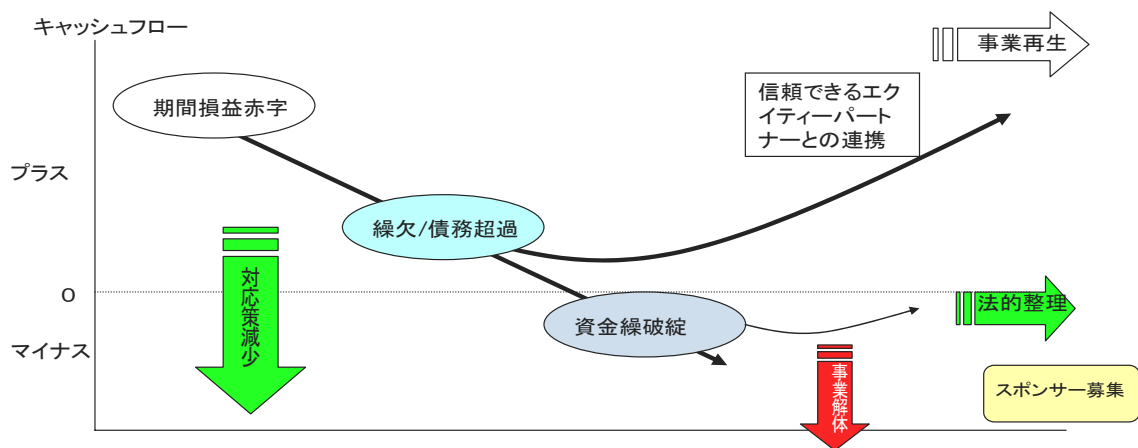 キャッシュフロー
事業再生
信頼できるエク
イティーパート
ナーとの連携
期間損益赤字
プラス
繰欠/債務超過
対応策減少
0
法的整理
資金繰破綻
マイナス
事業解体
スポンサー募集